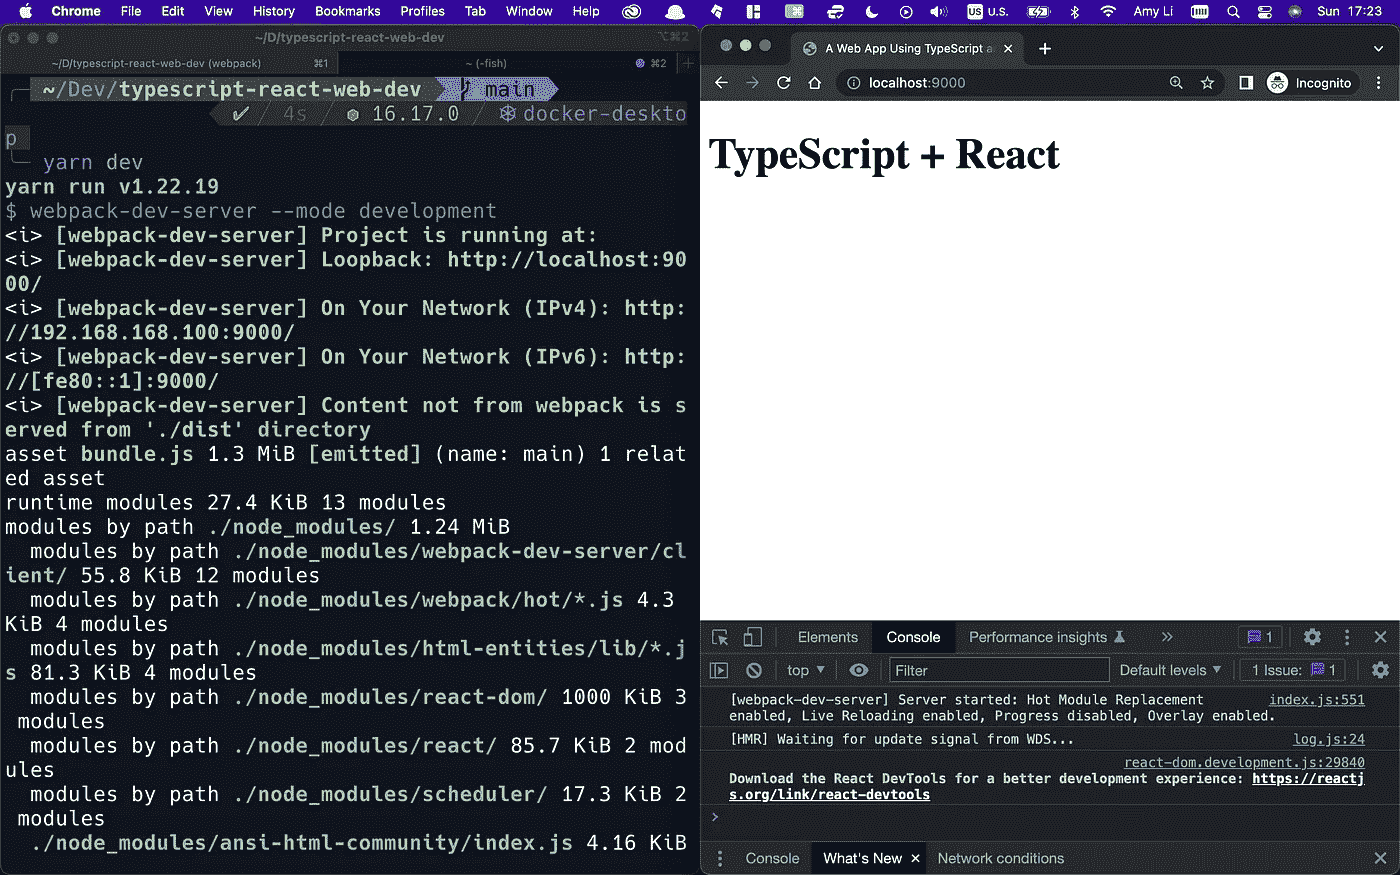 Chrome File Edit View History Bookmarks Profiles Tab Window Help US U.S. Amy Li Sun 17:23
~/D/typescript-react-web-dev ⌥⌘2
~/D/typescript-react-web-dev (webpack) ⌘1 ~ (-fish) ⌘2
~/Dev/typescript-react-web-dev main
✔ 4s 16.17.0 docker-deskto
p
yarn dev
yarn run v1.22.19
$ webpack-dev-server --mode development
<i> [webpack-dev-server] Project is running at:
<i> [webpack-dev-server] Loopback: http://localhost:90
00/
<i> [webpack-dev-server] On Your Network (IPv4): http:
//192.168.168.100:9000/
<i> [webpack-dev-server] On Your Network (IPv6): http:
//[fe80::1]:9000/
<i> [webpack-dev-server] Content not from webpack is s
erved from './dist' directory
asset bundle.js 1.3 MiB [emitted] (name: main) 1 relat
ed asset
runtime modules 27.4 KiB 13 modules
modules by path ./node_modules/ 1.24 MiB
modules by path ./node_modules/webpack-dev-server/cl
ient/ 55.8 KiB 12 modules
modules by path ./node_modules/webpack/hot/*.js 4.3
KiB 4 modules
modules by path ./node_modules/html-entities/lib/*.j
s 81.3 KiB 4 modules
modules by path ./node_modules/react-dom/ 1000 KiB 3
modules
modules by path ./node_modules/react/ 85.7 KiB 2 mod
ules
modules by path ./node_modules/scheduler/ 17.3 KiB 2
modules
./node_modules/ansi-html-community/index.js 4.16 KiB
A Web App Using TypeScript a
localhost:9000 Incognito
TypeScript + React
Elements Console Performance insights 1
top Filter Default levels 1 Issue: 1
[webpack-dev-server] Server started: Hot Module Replacement index.js:551
enabled, Live Reloading enabled, Progress disabled, Overlay enabled.
[HMR] Waiting for update signal from WDS... log.js:24
react-dom.development.js:29840
Download the React DevTools for a better development experience: https://reactj
s.org/link/react-devtools
>
Console What's New Network conditions